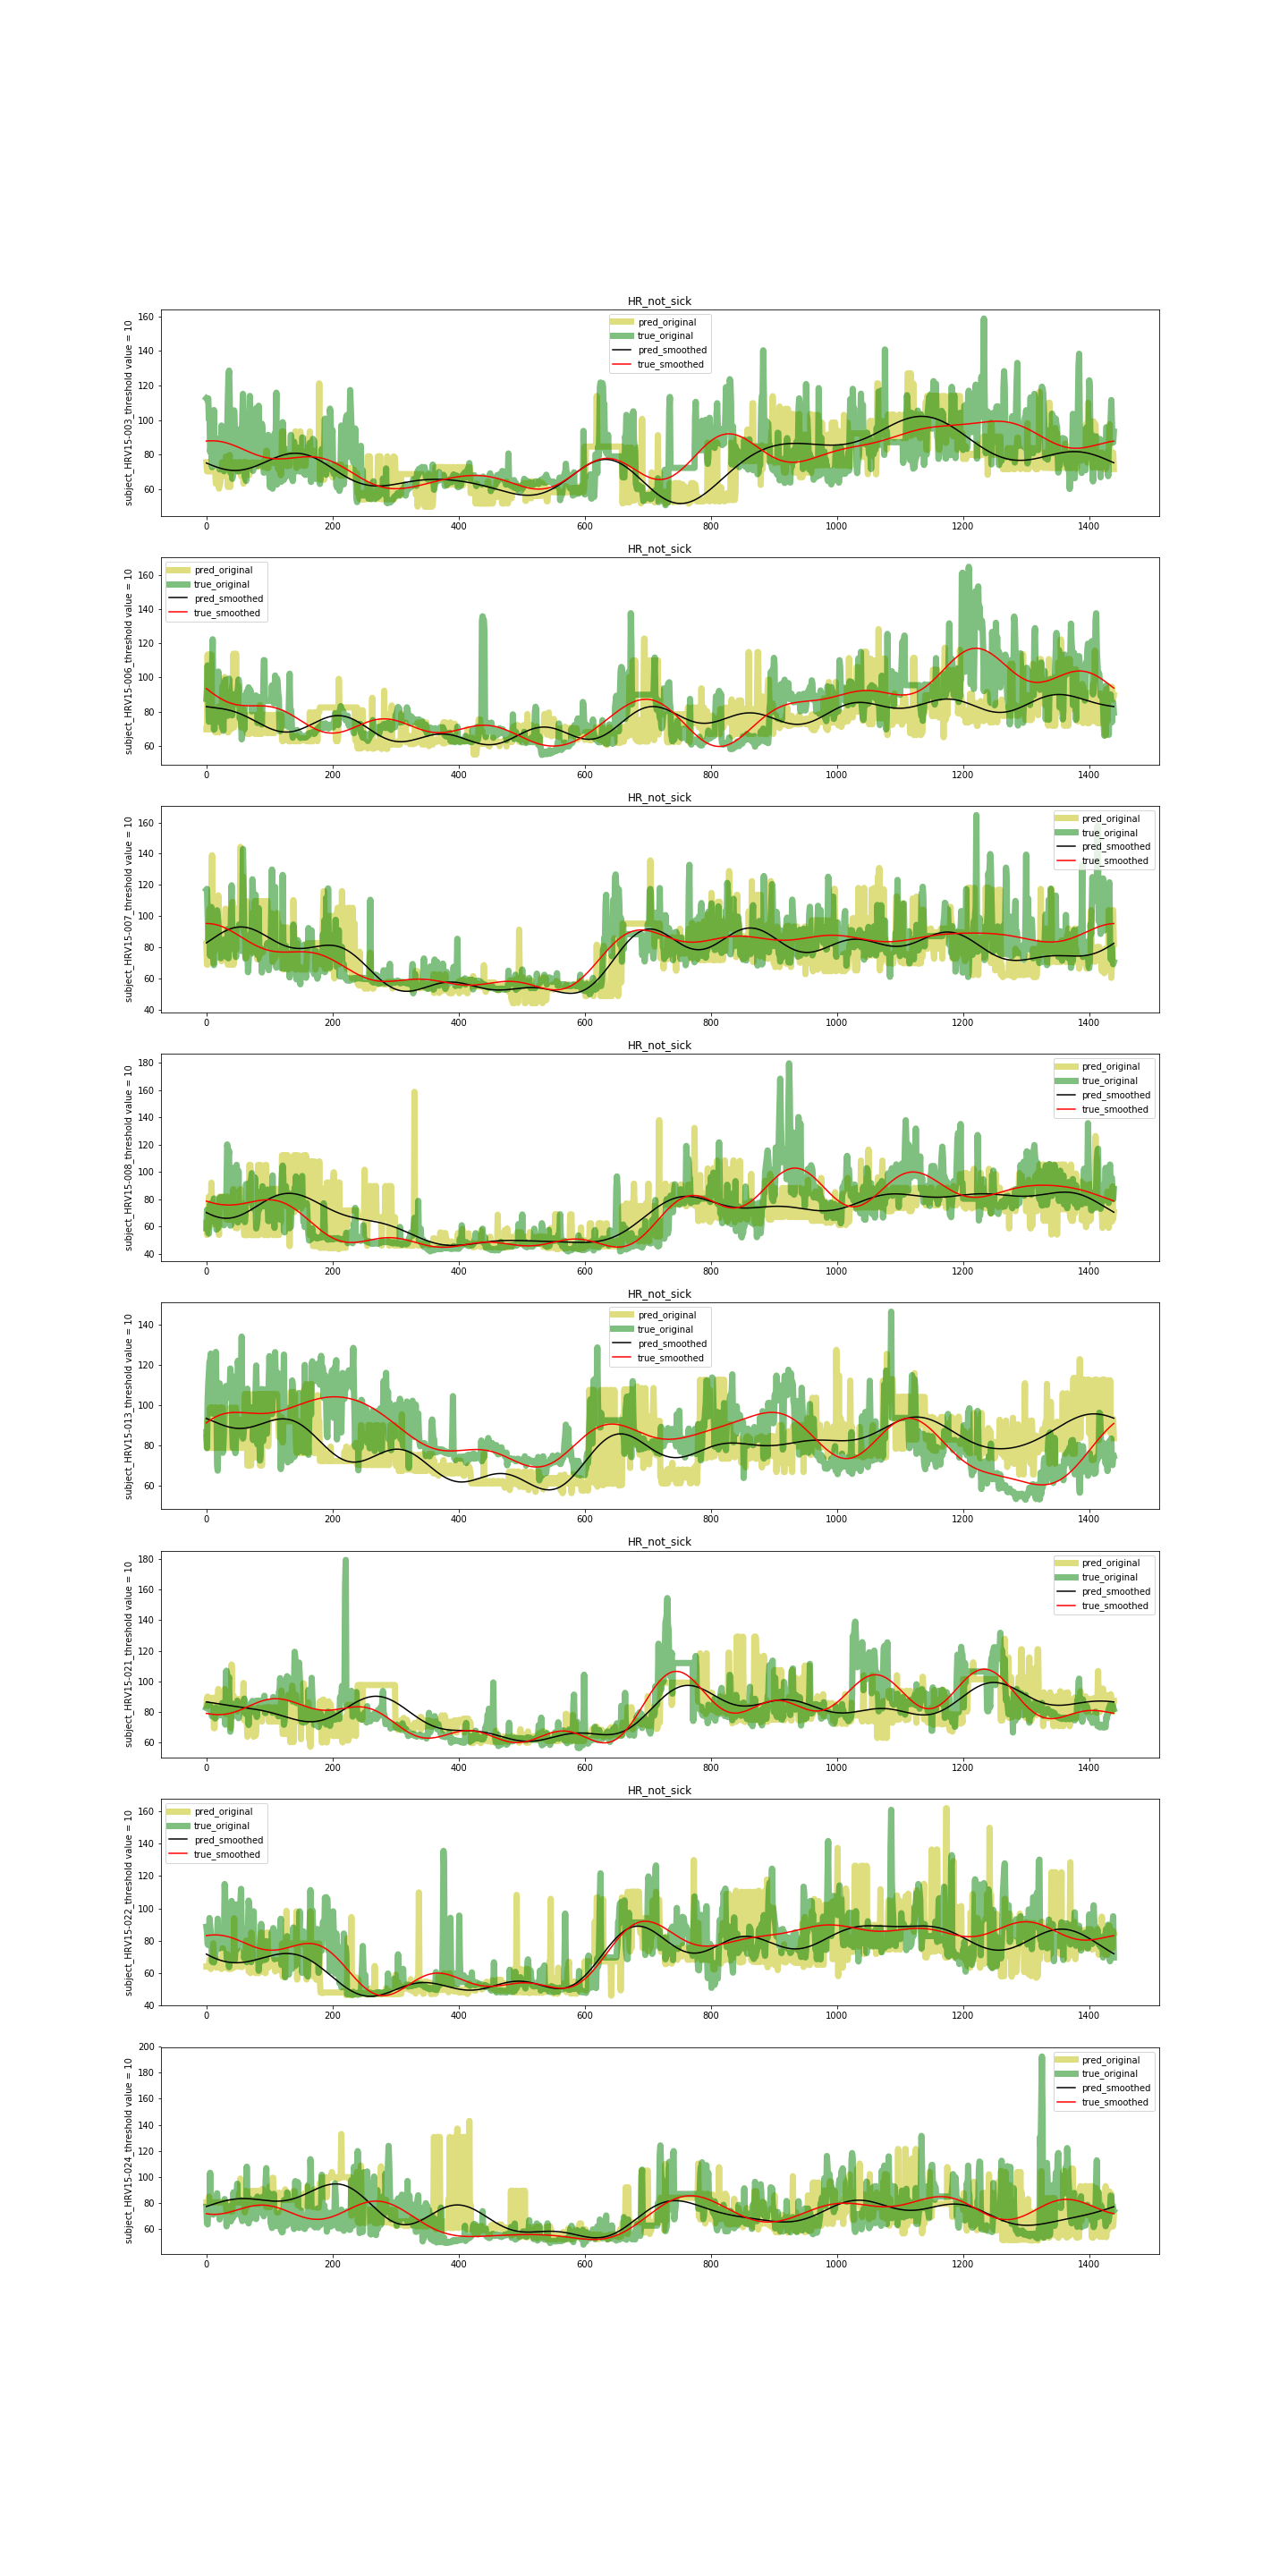 HR_not_sick
subject_HRV15-003_threshold value = 10
160
140
120
100
80
60
pred_original
true_original
pred_smoothed
true_smoothed
0 200 400 600 800 1000 1200 1400
HR_not_sick
subject_HRV15-006_threshold value = 10
160
140
120
100
80
60
pred_original
true_original
pred_smoothed
true_smoothed
0 200 400 600 800 1000 1200 1400
HR_not_sick
subject_HRV15-007_threshold value = 10
160
140
120
100
80
60
40
pred_original
true_original
pred_smoothed
true_smoothed
0 200 400 600 800 1000 1200 1400
HR_not_sick
subject_HRV15-008_threshold value = 10
180
160
140
120
100
80
60
40
pred_original
true_original
pred_smoothed
true_smoothed
0 200 400 600 800 1000 1200 1400
HR_not_sick
subject_HRV15-013_threshold value = 10
140
120
100
80
60
pred_original
true_original
pred_smoothed
true_smoothed
0 200 400 600 800 1000 1200 1400
HR_not_sick
subject_HRV15-021_threshold value = 10
180
160
140
120
100
80
60
pred_original
true_original
pred_smoothed
true_smoothed
0 200 400 600 800 1000 1200 1400
HR_not_sick
subject_HRV15-022_threshold value = 10
160
140
120
100
80
60
40
pred_original
true_original
pred_smoothed
true_smoothed
0 200 400 600 800 1000 1200 1400
subject_HRV15-024_threshold value = 10
200
180
160
140
120
100
80
60
pred_original
true_original
pred_smoothed
true_smoothed
0 200 400 600 800 1000 1200 1400